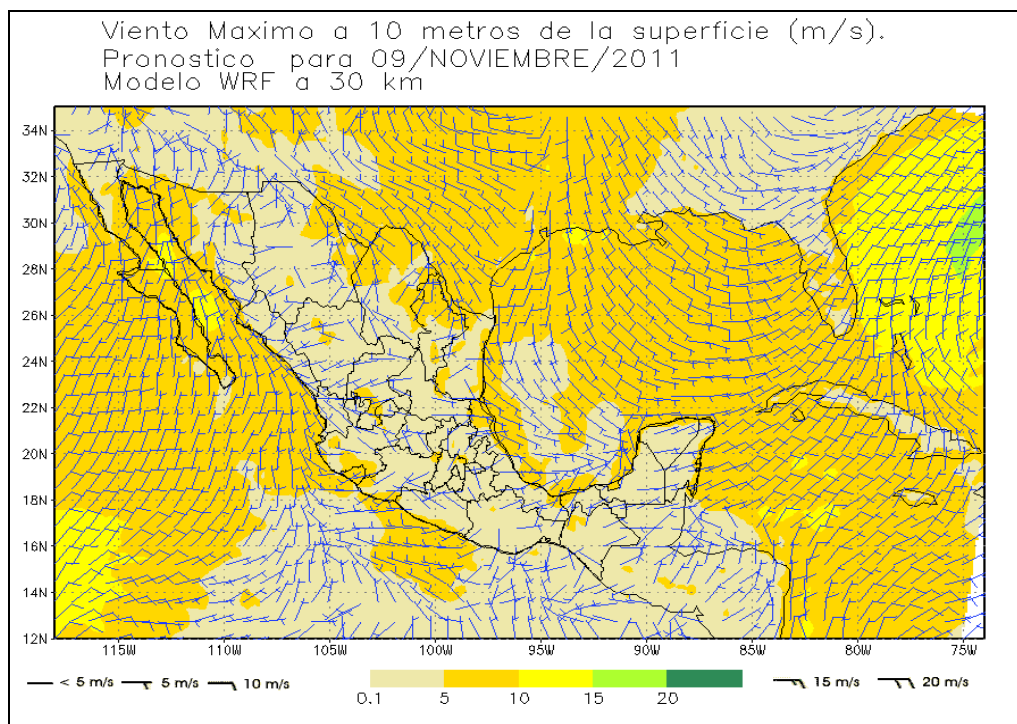 Viento Maximo a 10 metros de la superficie (m/s).
Pronostico para 09/NOVIEMBRE/2011
Modelo WRF a 30 km
34N
32N
30N
28N
26N
24N
22N
20N
18N
16N
14N
12N
115W 110W 105W 100W 95W 90W 85W 80W 75W
< 5 m/s 5 m/s 10 m/s 15 m/s 20 m/s
0.1 5 10 15 20